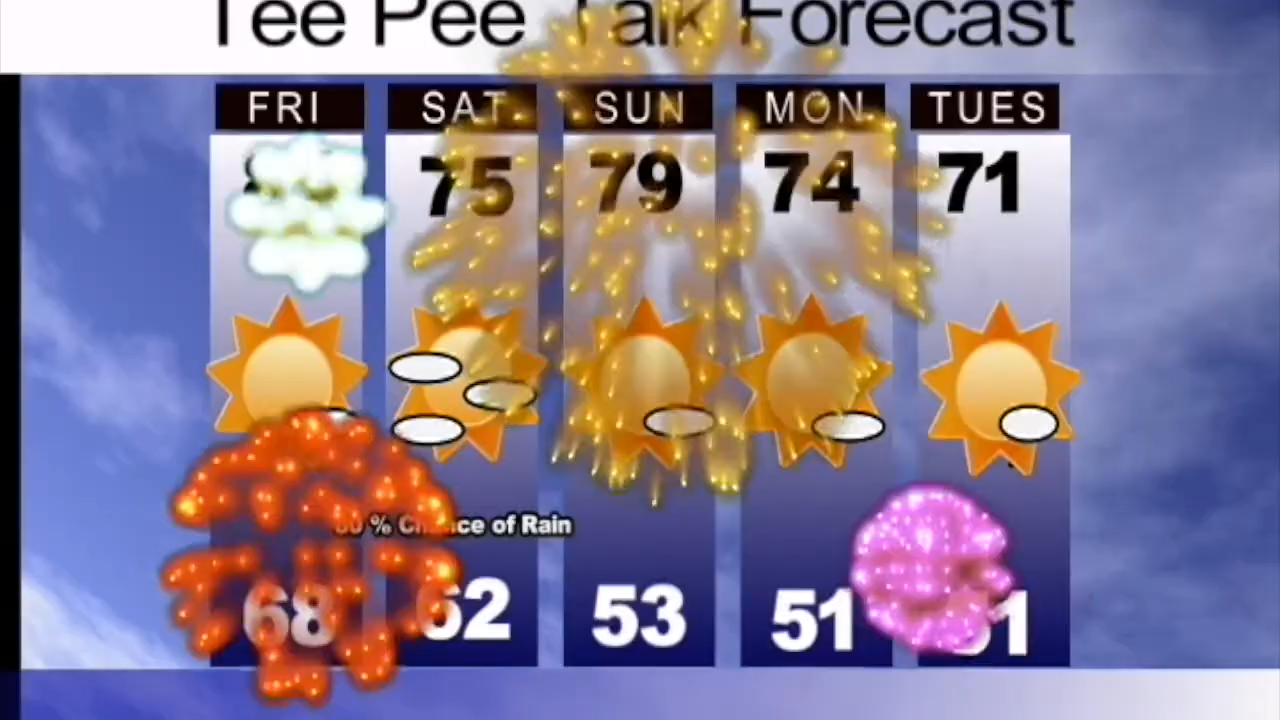 Tee Pee Talk Forecast
FRI SAT SUN MON TUES
75 79 74 71
% Chance of Rain
68 62 53 51